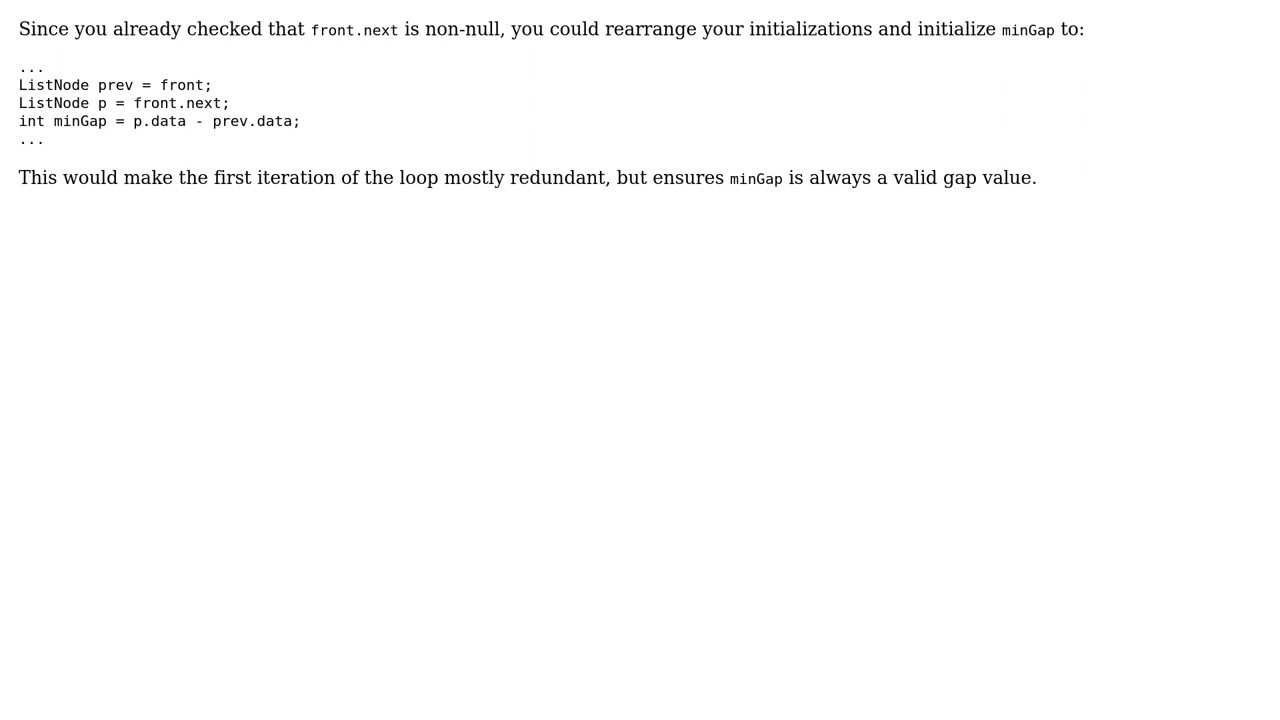 Since you already checked that front.next is non-null, you could rearrange your initializations and initialize minGap to:
...
ListNode prev = front;
ListNode p = front.next;
int minGap = p.data - prev.data;
...
This would make the first iteration of the loop mostly redundant, but ensures minGap is always a valid gap value.